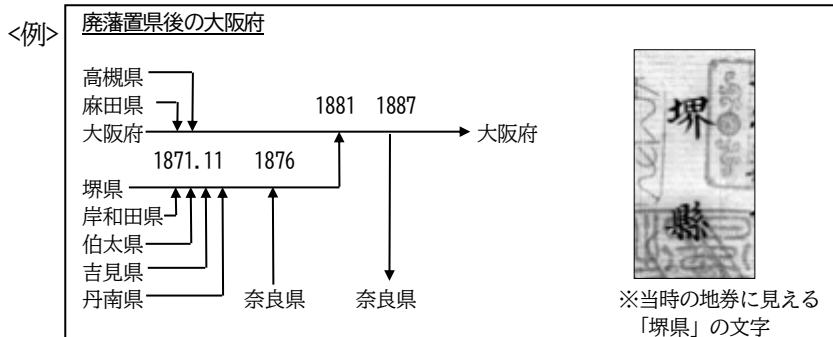 <例>
廃藩置県後の大阪府
高槻県
麻田県
大阪府
1881 1887
大阪府
1871.11 1876
堺県
岸和田県
伯太県
吉見県
丹南県
奈良県 奈良県
堺
縣
※当時の地券に見える
「堺県」の文字